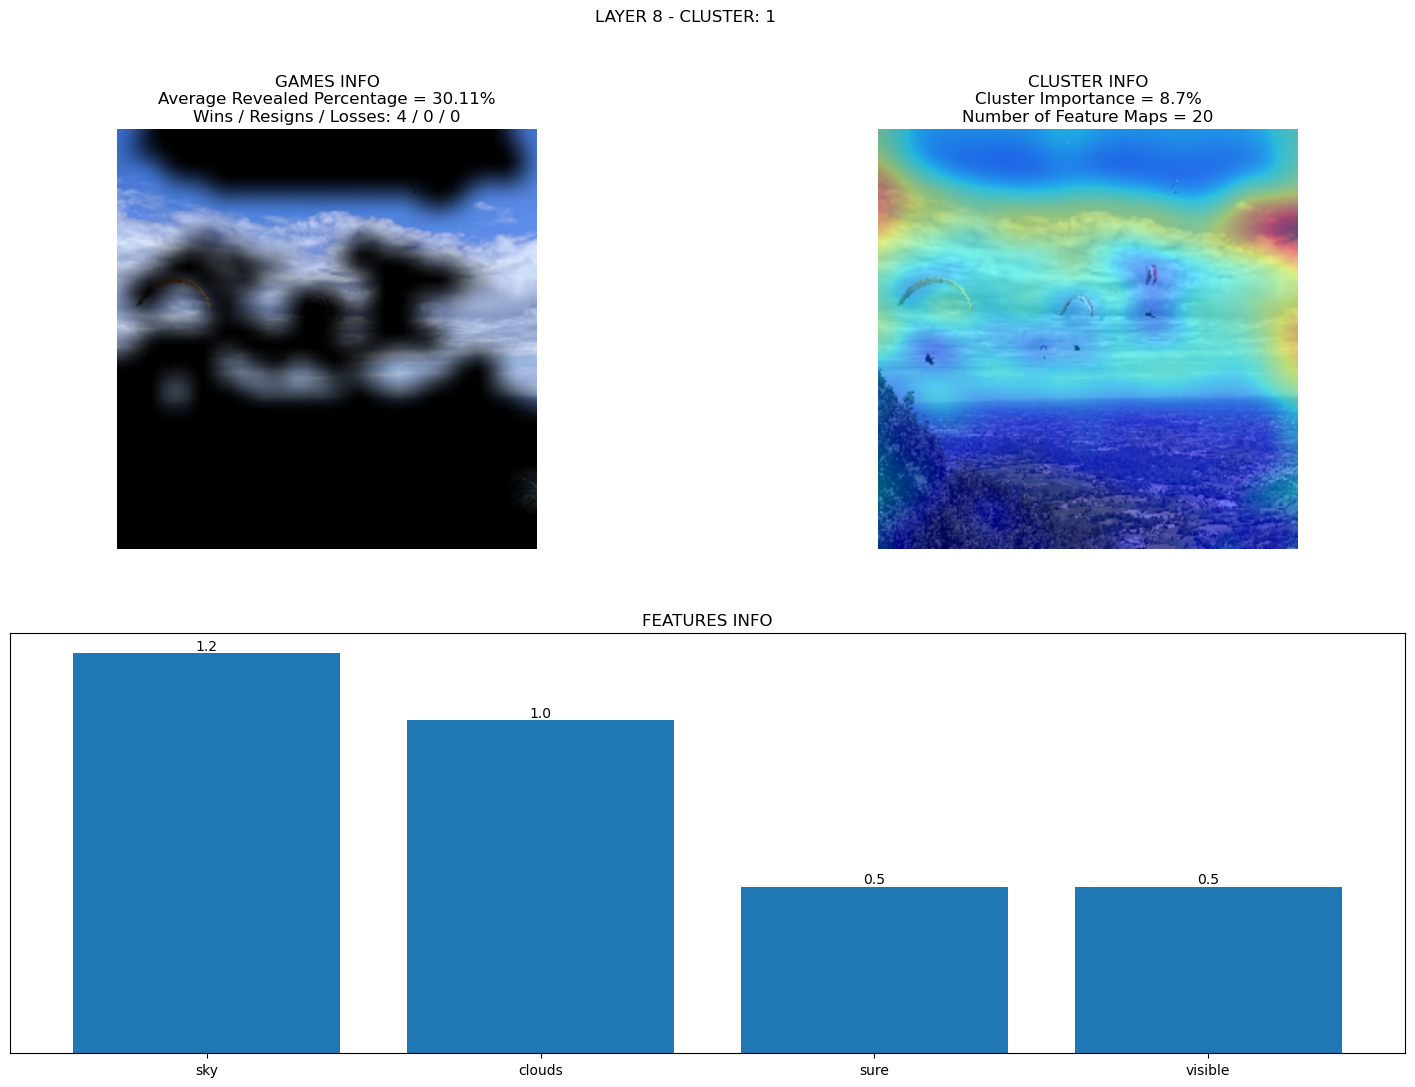 LAYER 8 - CLUSTER: 1
GAMES INFO
Average Revealed Percentage = 30.11%
Wins / Resigns / Losses: 4 / 0 / 0
CLUSTER INFO
Cluster Importance = 8.7%
Number of Feature Maps = 20
FEATURES INFO
1.2
1.0
0.5
0.5
sky
clouds
sure
visible